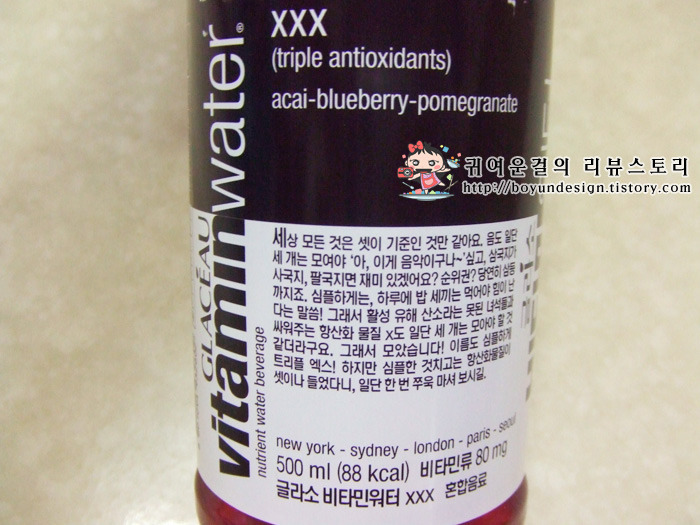 XXX
(triple antioxidants)
acai-blueberry-pomegranate
귀여운걸의 리뷰스토리
http://boyundesign.tistory.com
GLACÉAU
vitaminwater®
nutrient water beverage
세상 모든 것은 셋이 기준인 것만 같아요. 음도 일단
세 개는 모여야 ‘아, 이게 음악이구나~’싶고, 삼국지가
사국지, 팔국지면 재미 있겠어요? 순위권? 당연히 삼등
까지죠. 심플하게는, 하루에 밥 세끼는 먹어야 힘이 난
다는 말씀! 그래서 활성 유해 산소라는 못된 녀석들과
싸워주는 항산화 물질 x도 일단 세 개는 모아야 할 것
같더라구요. 그래서 모았습니다! 이름도 심플하게
트리플 엑스! 하지만 심플한 것치고는 항산화물질이
셋이나 들었다니, 일단 한 번 쭈욱 마셔 보시길.
new york - sydney - london - paris - seoul
500 ml (88 kcal) 비타민류 80 mg
글라소 비타민워터 xxx 혼합음료